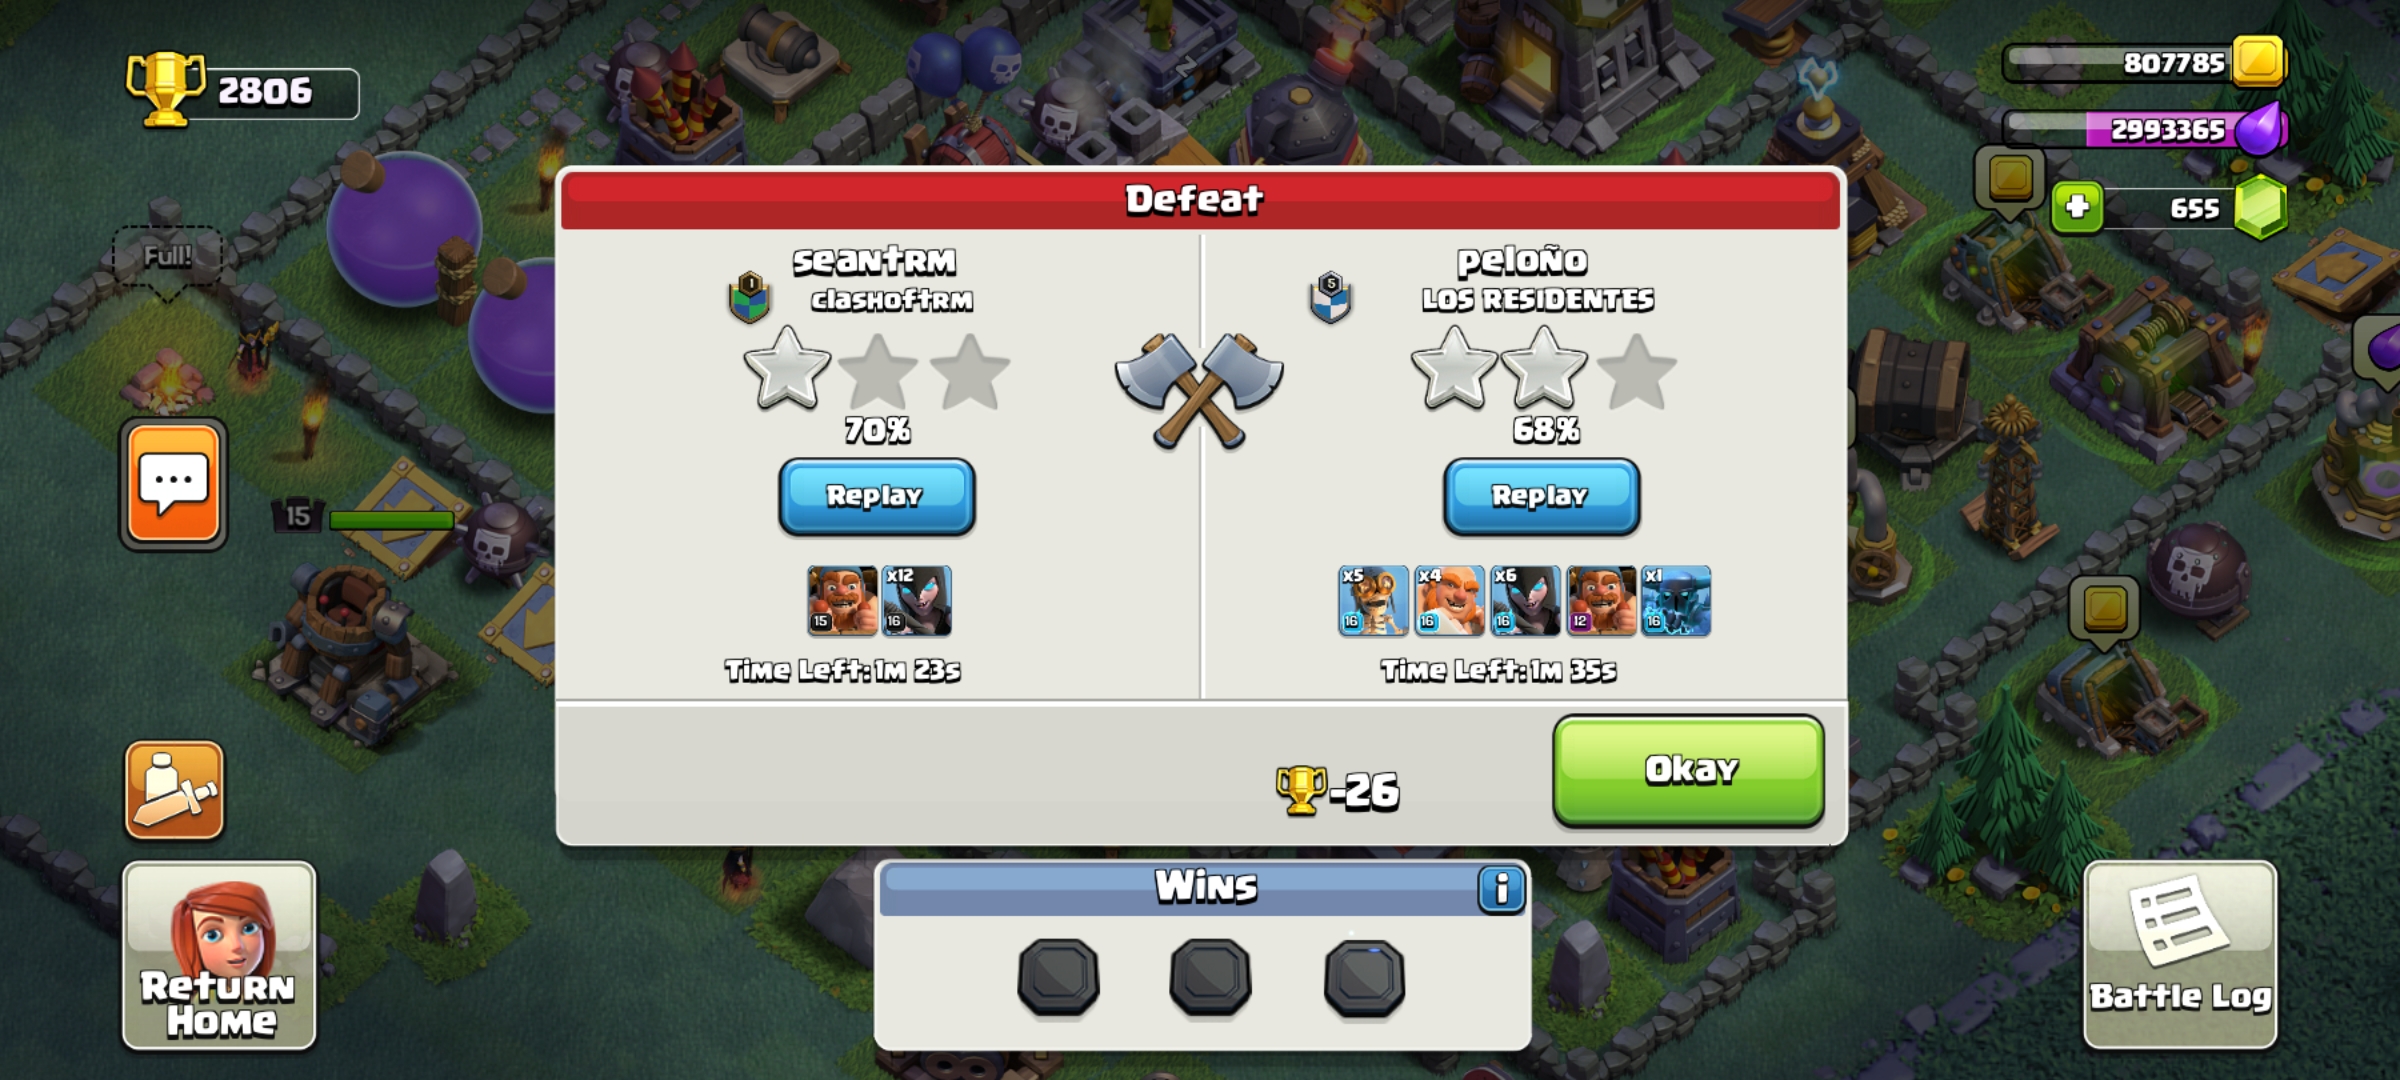 2806
807785
2993365
655
Full!
Defeat
seantRM
clasHoftRM
peloño
LOS RESIDENTES
1
5
70%
68%
Replay
Replay
15
x12
15
16
x5
x4
x6
x1
16
16
16
12
16
Time Left: 1m 23s
Time Left: 1m 35s
-26
Okay
Wins
i
Return
Home
Battle Log